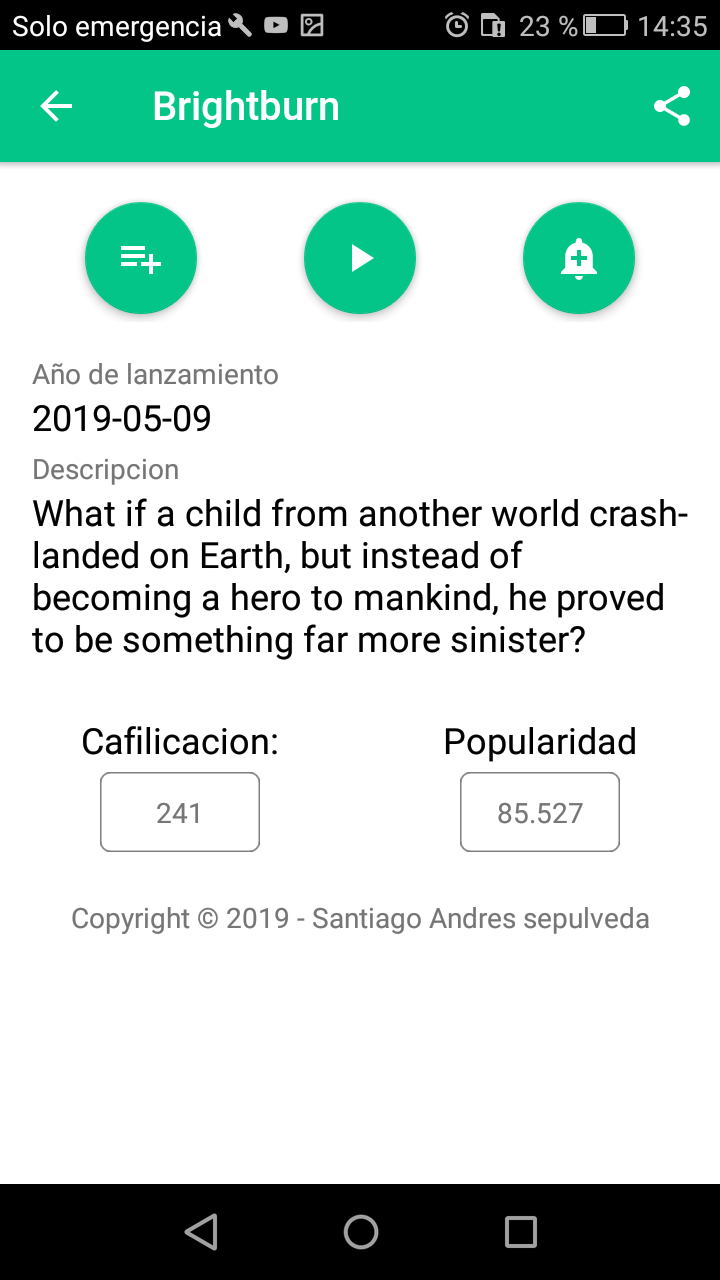 Solo emergencia 23 % 14:35
Brightburn
Año de lanzamiento
2019-05-09
Descripcion
What if a child from another world crash-
landed on Earth, but instead of
becoming a hero to mankind, he proved
to be something far more sinister?
Cafilicacion: Popularidad
241 85.527
Copyright © 2019 - Santiago Andres sepulveda